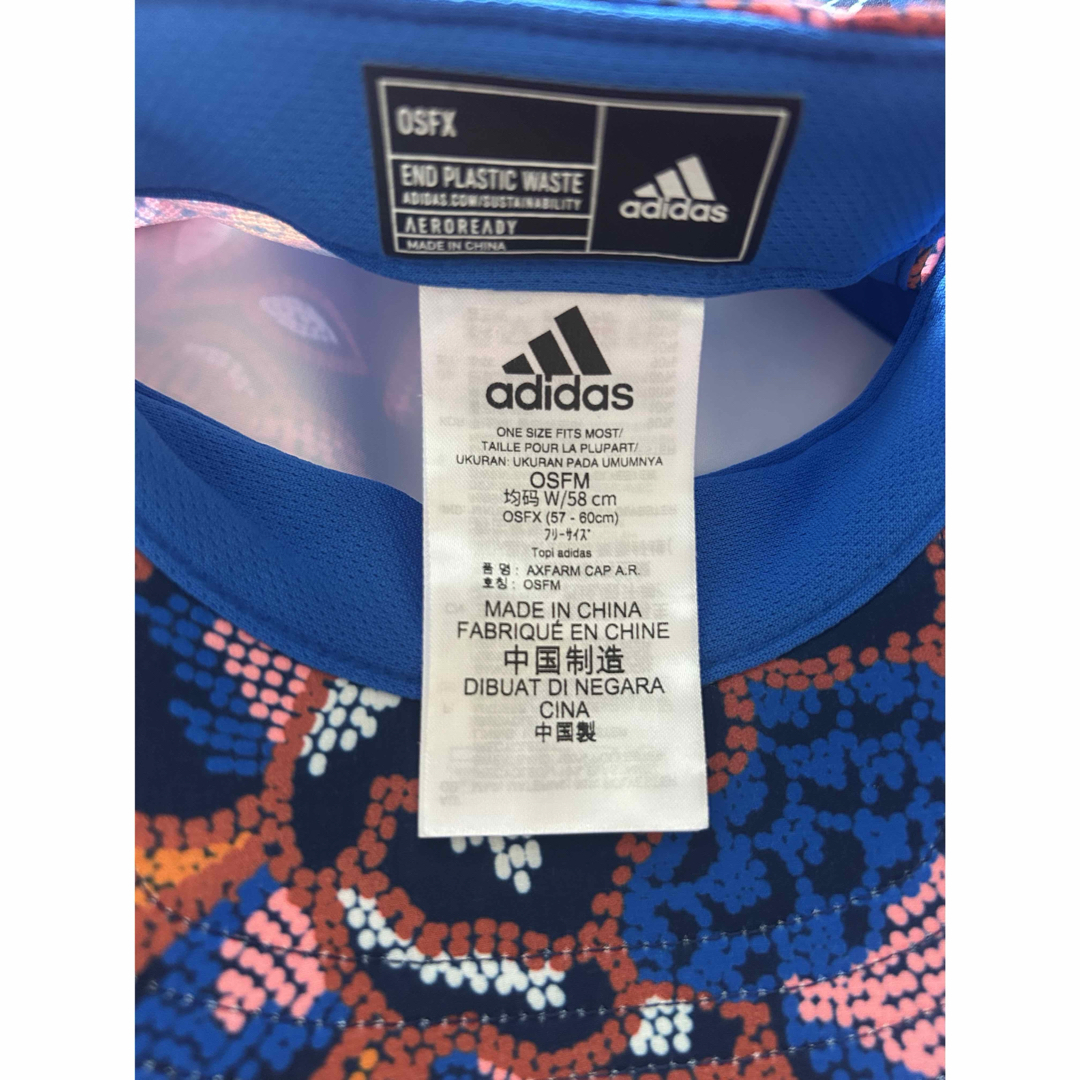 OSFX
END PLASTIC WASTE
ADIDAS.COM/SUSTAINABILITY
AEROREADY
MADE IN CHINA
adidas
adidas
ONE SIZE FITS MOST/
TAILLE POUR LA PLUPART/
UKURAN: UKURAN PADA UMUMNYA
OSFM
均码 W/58 cm
OSFX (57 - 60cm)
フリーサイズ
Topi adidas
품 명 : AXFARM CAP A.R.
호칭 : OSFM
MADE IN CHINA
FABRIQUÉ EN CHINE
中国制造
DIBUAT DI NEGARA
CINA
中国製